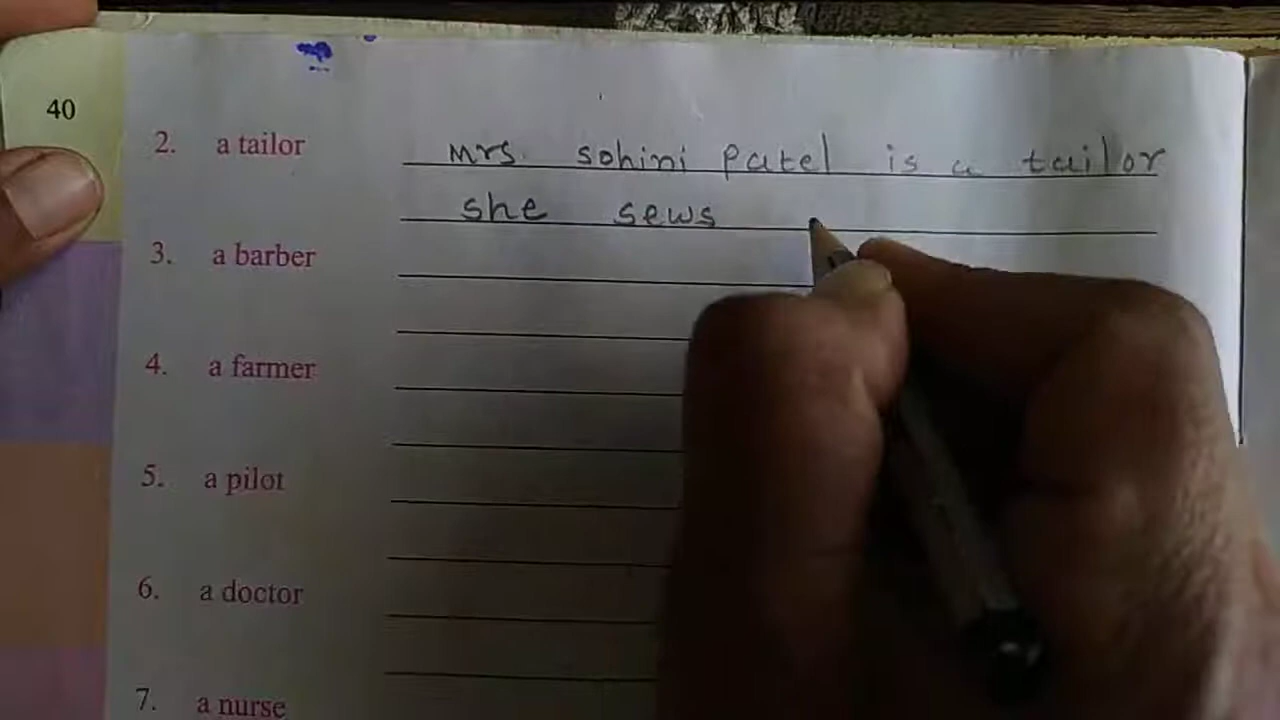 40
2. a tailor Mrs. sohini patel is a tailor
she sews
3. a barber
4. a farmer
5. a pilot
6. a doctor
7. a nurse